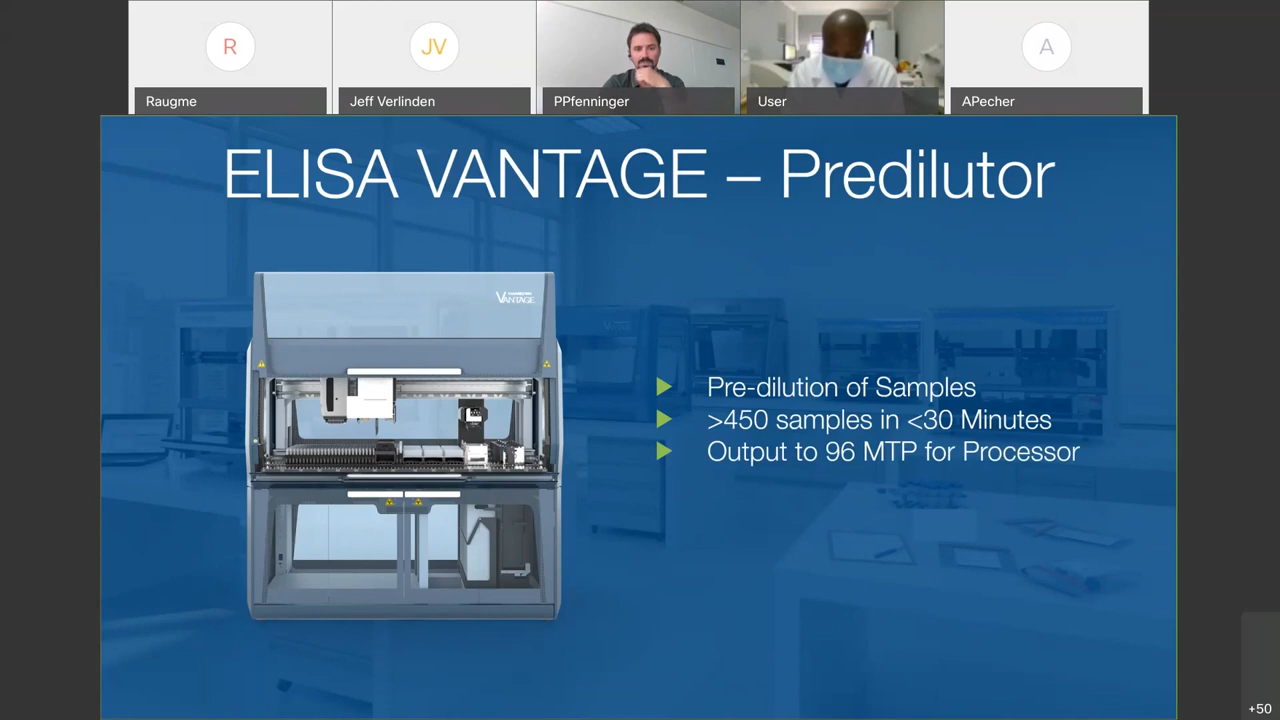 R
JV
A
Raugme
Jeff Verlinden
PPfenninger
User
APecher
ELISA VANTAGE – Predilutor
VANTAGE
Pre-dilution of Samples
>450 samples in <30 Minutes
Output to 96 MTP for Processor
+50